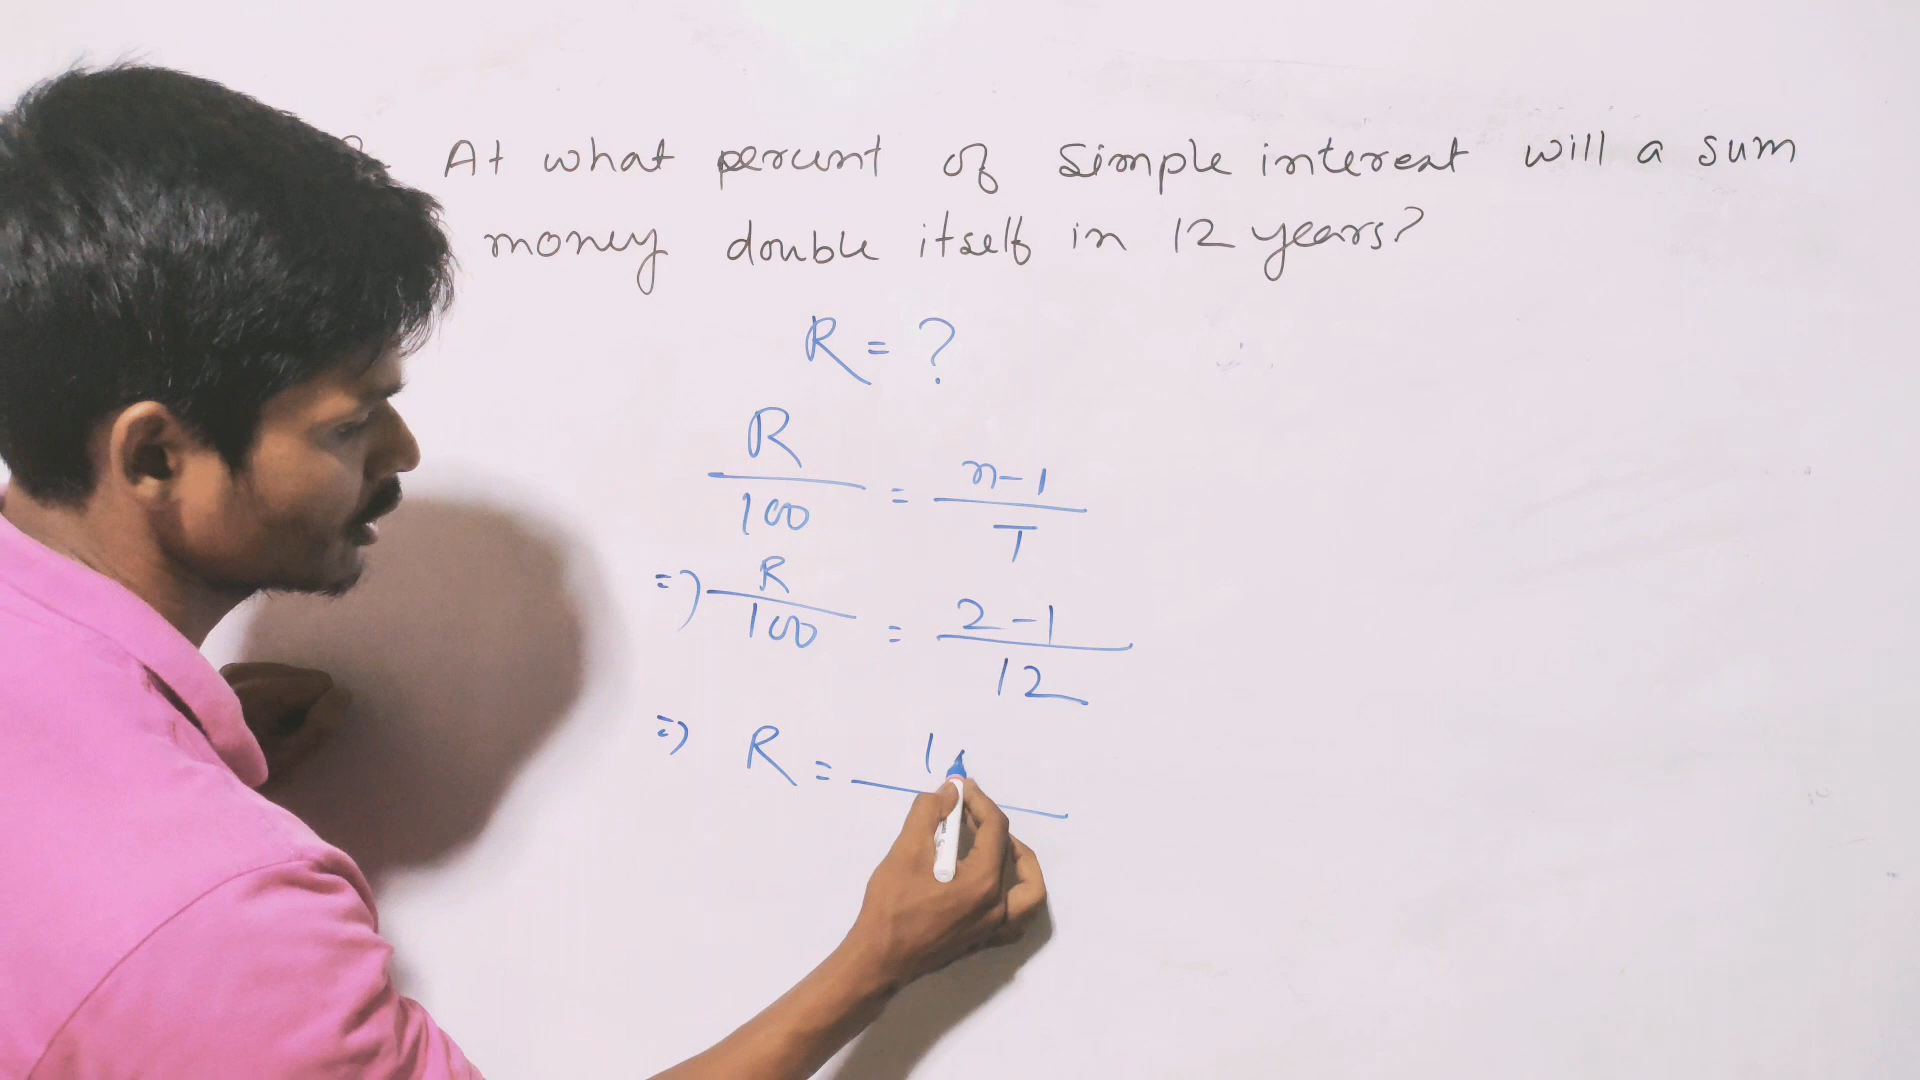 At what percent of simple interest will a sum
money double itself in 12 years?
R = ?
R/100 = n-1/T
=> R/100 = 2-1/12
=> R = 1